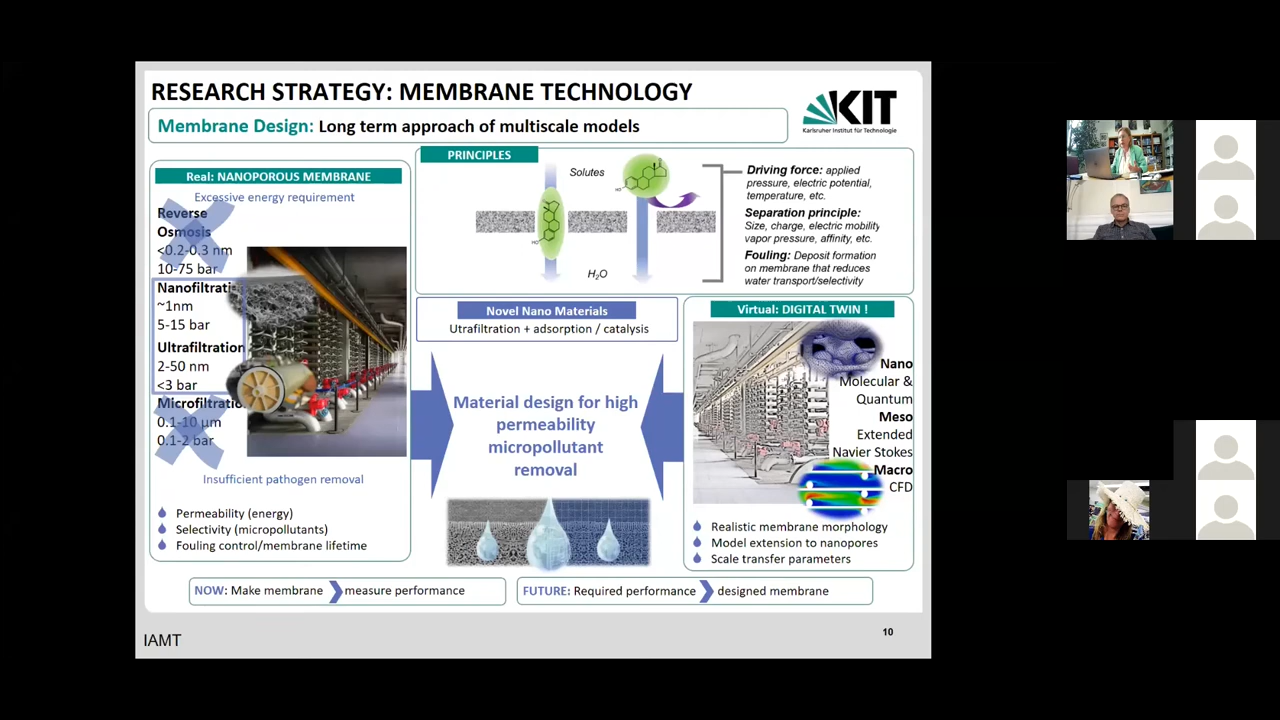 RESEARCH STRATEGY: MEMBRANE TECHNOLOGY
Membrane Design: Long term approach of multiscale models
KIT
Karlsruher Institut für Technologie
Real: NANOPOROUS MEMBRANE
Excessive energy requirement
Reverse
Osmosis
<0.2-0.3 nm
10-75 bar
Nanofiltratio
~1nm
5-15 bar
Ultrafiltration
2-50 nm
<3 bar
Microfiltratio
0.1-10 µm
0.1-2 bar
Insufficient pathogen removal
Permeability (energy)
Selectivity (micropollutants)
Fouling control/membrane lifetime
PRINCIPLES
Solutes
HO
HO
H2O
Driving force: applied
pressure, electric potential,
temperature, etc.
Separation principle:
Size, charge, electric mobility
vapor pressure, affinity, etc.
Fouling: Deposit formation
on membrane that reduces
water transport/selectivity
Novel Nano Materials
Utrafiltration + adsorption / catalysis
Material design for high
permeability
micropollutant
removal
Virtual: DIGITAL TWIN !
Nano
Molecular &
Quantum
Meso
Extended
Navier Stokes
Macro
CFD
Realistic membrane morphology
Model extension to nanopores
Scale transfer parameters
NOW: Make membrane measure performance
FUTURE: Required performance designed membrane
IAMT
10